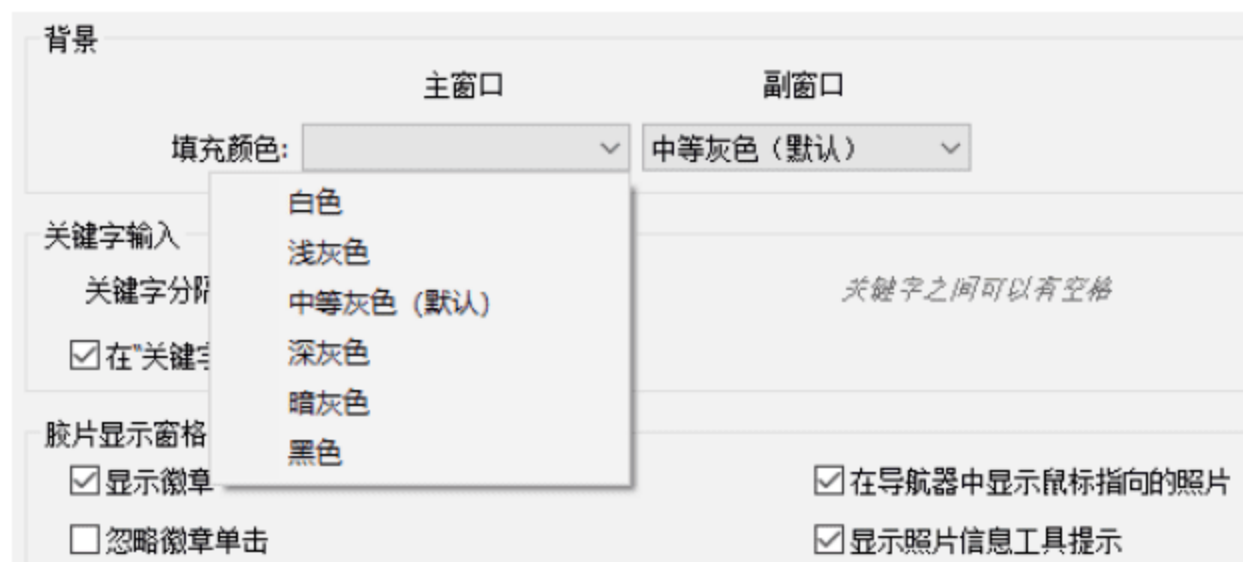 背景
主窗口 副窗口
填充颜色: 中等灰色（默认）
白色
浅灰色
中等灰色（默认）
深灰色
暗灰色
黑色
关键字输入
关键字分隔 关键字之间可以有空格
在"关键字
胶片显示窗格
显示徽章 在导航器中显示鼠标指向的照片
忽略徽章单击 显示照片信息工具提示